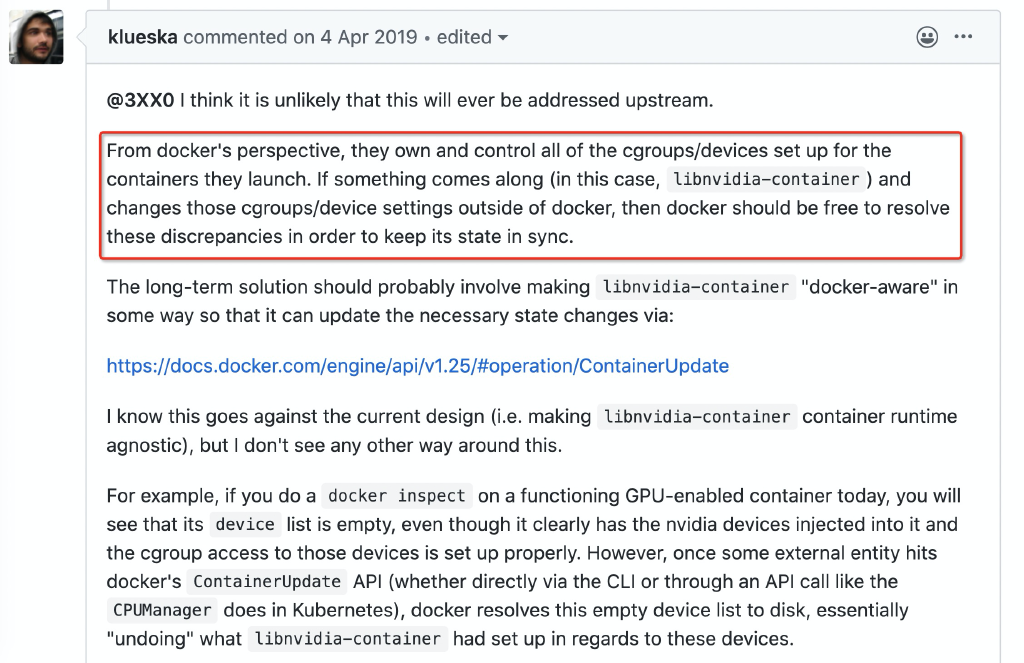 klueska commented on 4 Apr 2019 • edited
@3XX0 I think it is unlikely that this will ever be addressed upstream.
From docker's perspective, they own and control all of the cgroups/devices set up for the
containers they launch. If something comes along (in this case, libnvidia-container ) and
changes those cgroups/device settings outside of docker, then docker should be free to resolve
these discrepancies in order to keep its state in sync.
The long-term solution should probably involve making libnvidia-container "docker-aware" in
some way so that it can update the necessary state changes via:
https://docs.docker.com/engine/api/v1.25/#operation/ContainerUpdate
I know this goes against the current design (i.e. making libnvidia-container container runtime
agnostic), but I don't see any other way around this.
For example, if you do a docker inspect on a functioning GPU-enabled container today, you will
see that its device list is empty, even though it clearly has the nvidia devices injected into it and
the cgroup access to those devices is set up properly. However, once some external entity hits
docker's ContainerUpdate API (whether directly via the CLI or through an API call like the
CPUManager does in Kubernetes), docker resolves this empty device list to disk, essentially
"undoing" what libnvidia-container had set up in regards to these devices.